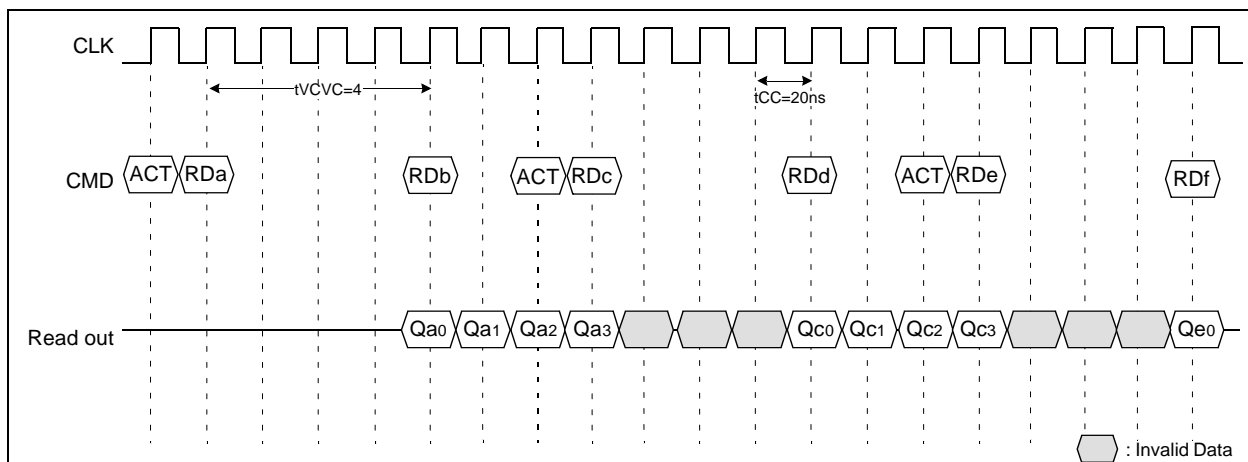 CLK
tVCVC=4
tCC=20ns
CMD
ACT RDa RDb ACT RDc RDd ACT RDe RDf
Read out
Qa0 Qa1 Qa2 Qa3 Qc0 Qc1 Qc2 Qc3 Qe0
: Invalid Data